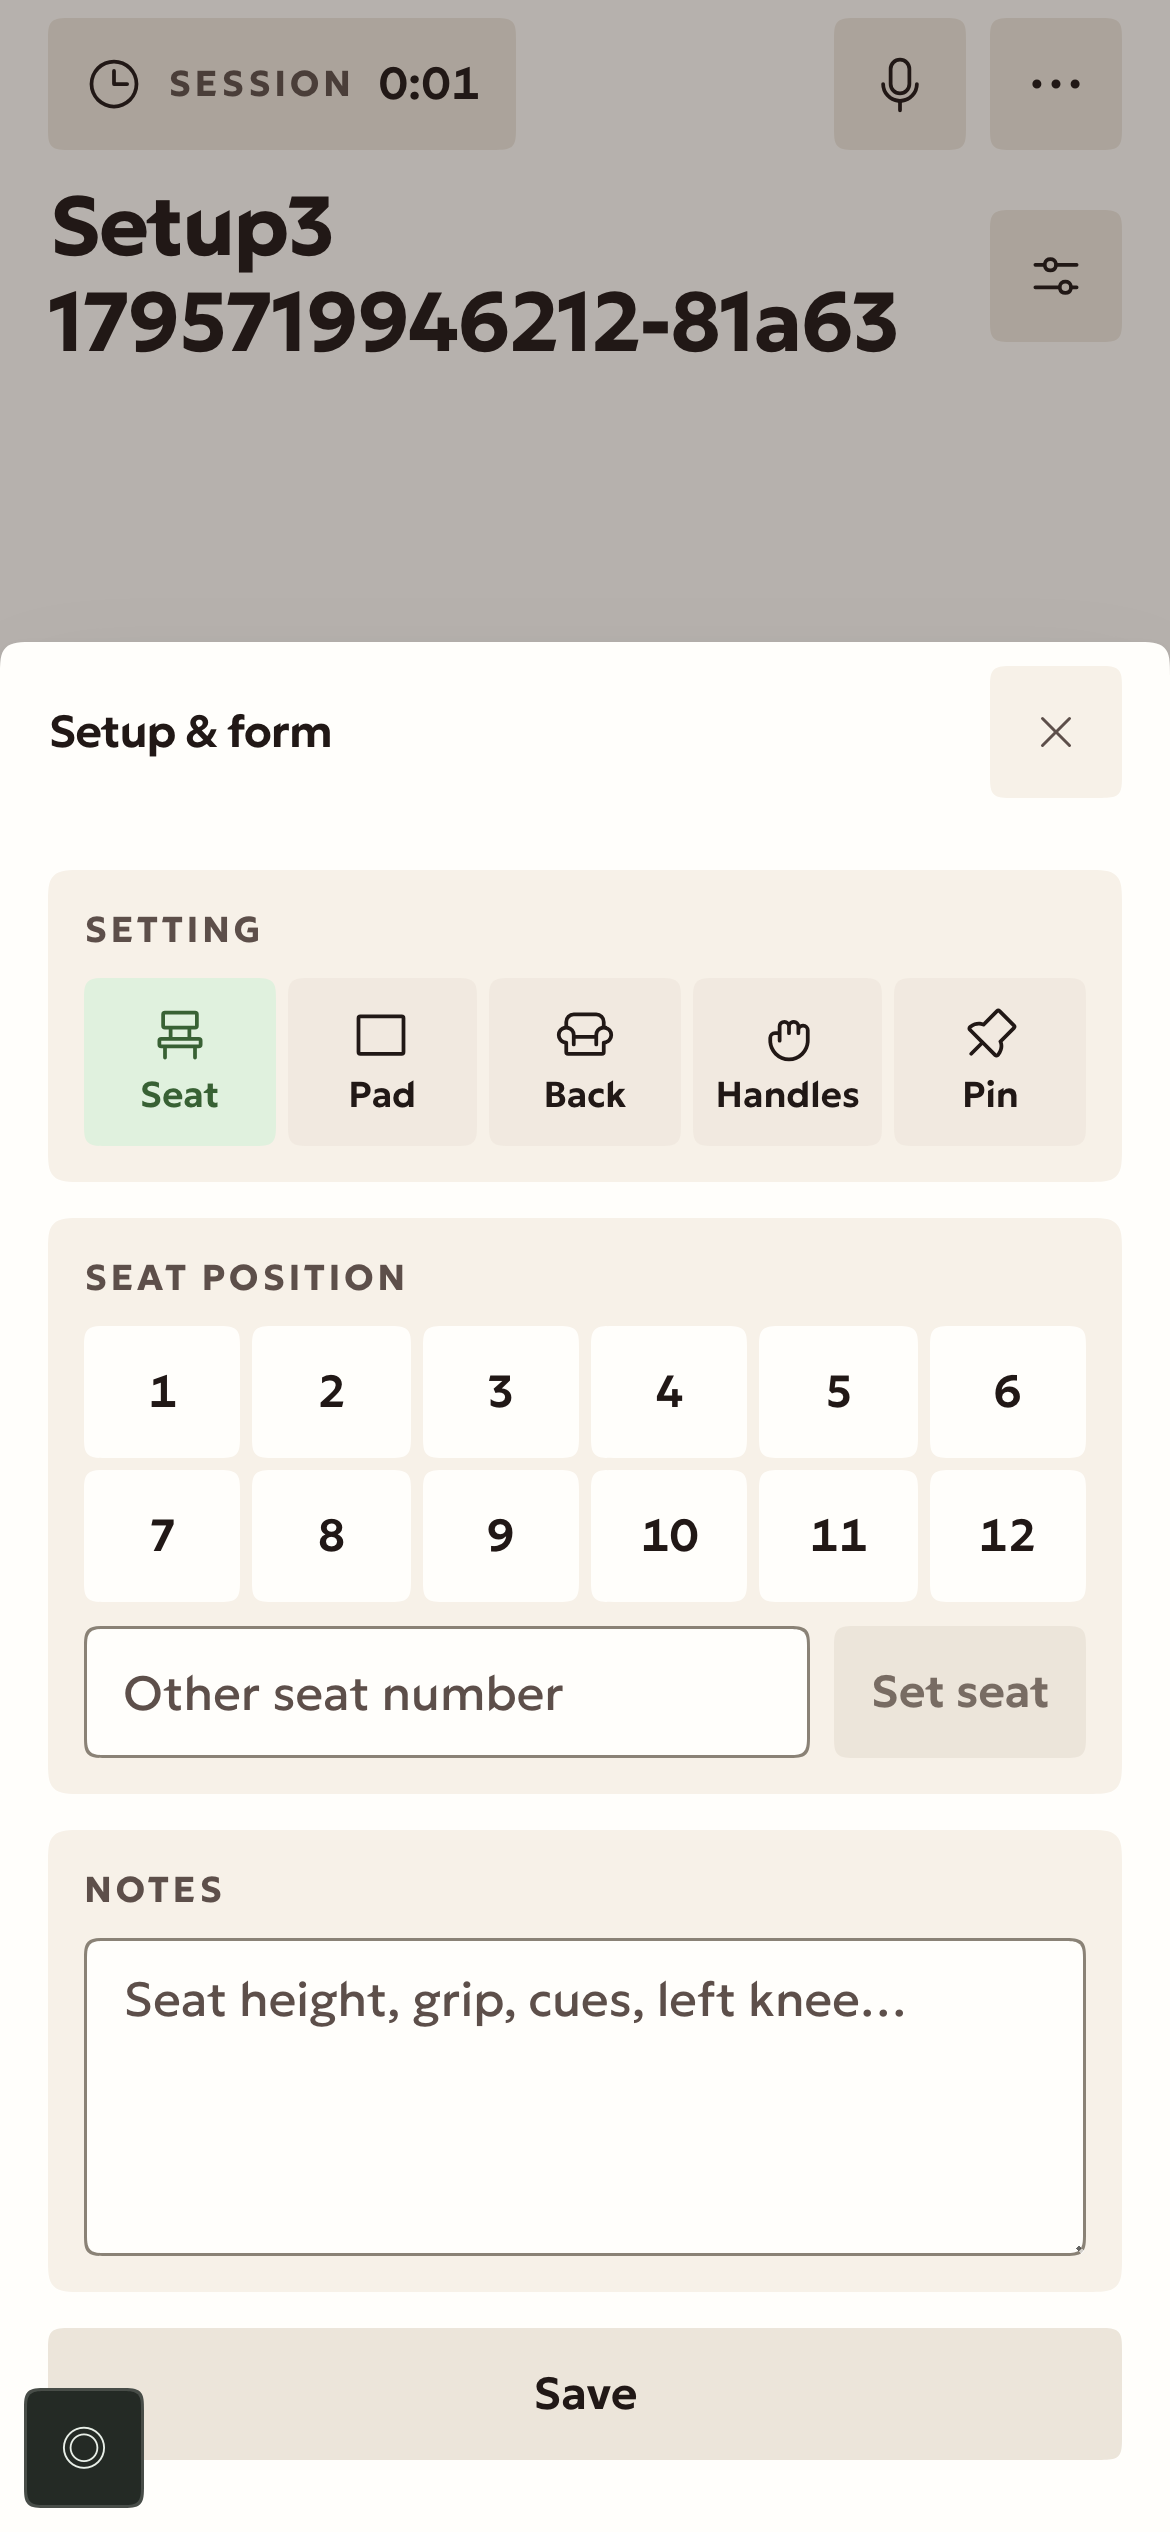 SESSION 0:01
Setup3
1795719946212-81a63
Setup & form
SETTING
Seat Pad Back Handles Pin
SEAT POSITION
1 2 3 4 5 6
7 8 9 10 11 12
Other seat number Set seat
NOTES
Seat height, grip, cues, left knee...
Save